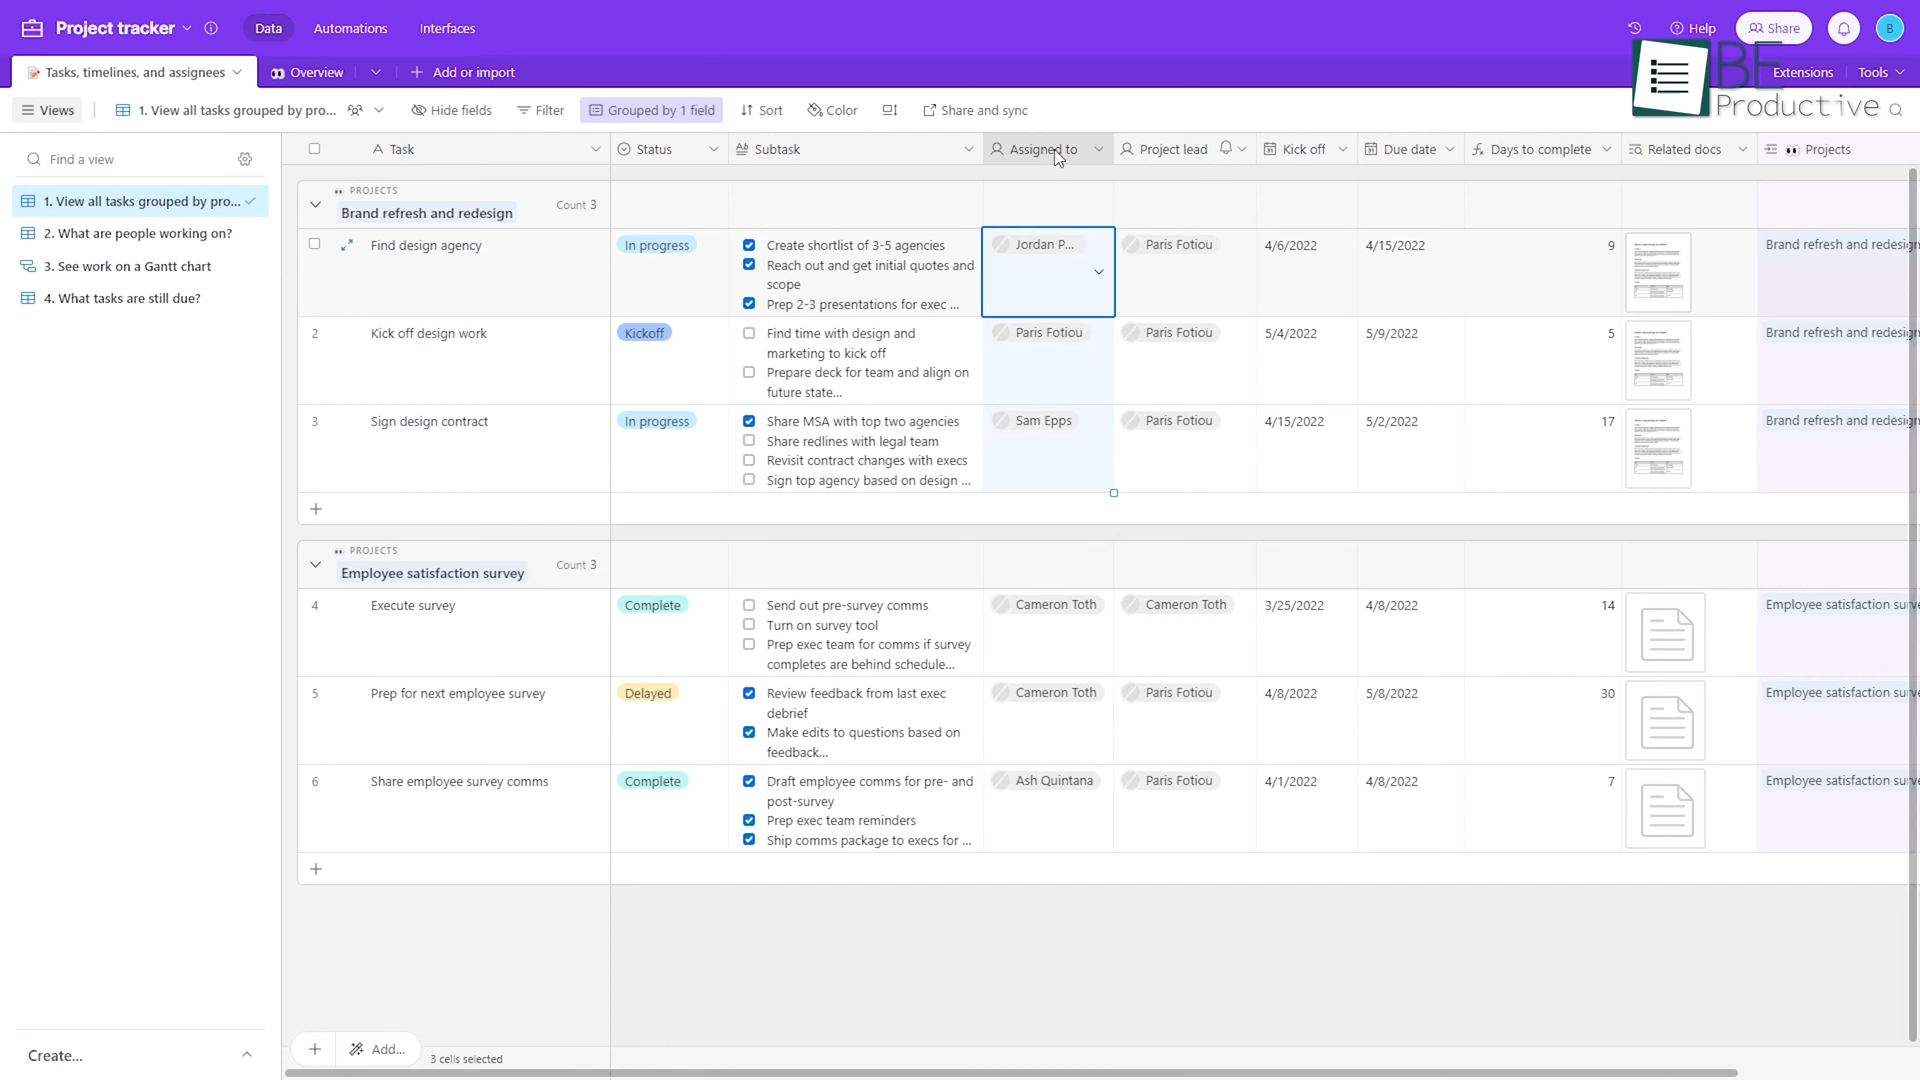 Project tracker
Data
Automations
Interfaces
Help
Share
B
Tasks, timelines, and assignees
Overview
Add or import
Extensions
Tools
BE
Productive
Views
1. View all tasks grouped by pro...
Hide fields
Filter
Grouped by 1 field
Sort
Color
Share and sync
Find a view
1. View all tasks grouped by pro...
2. What are people working on?
3. See work on a Gantt chart
4. What tasks are still due?
Task
Status
Subtask
Assigned to
Project lead
Kick off
Due date
Days to complete
Related docs
Projects
PROJECTS
Brand refresh and redesign
Count 3
Find design agency
In progress
Create shortlist of 3-5 agencies
Reach out and get initial quotes and
scope
Prep 2-3 presentations for exec ...
Jordan P...
Paris Fotiou
4/6/2022
4/15/2022
9
Brand refresh and redesign
2
Kick off design work
Kickoff
Find time with design and
marketing to kick off
Prepare deck for team and align on
future state...
Paris Fotiou
Paris Fotiou
5/4/2022
5/9/2022
5
Brand refresh and redesign
3
Sign design contract
In progress
Share MSA with top two agencies
Share redlines with legal team
Revisit contract changes with execs
Sign top agency based on design ...
Sam Epps
Paris Fotiou
4/15/2022
5/2/2022
17
Brand refresh and redesign
PROJECTS
Employee satisfaction survey
Count 3
4
Execute survey
Complete
Send out pre-survey comms
Turn on survey tool
Prep exec team for comms if survey
completes are behind schedule...
Cameron Toth
Cameron Toth
3/25/2022
4/8/2022
14
Employee satisfaction surve
5
Prep for next employee survey
Delayed
Review feedback from last exec
debrief
Make edits to questions based on
feedback...
Cameron Toth
Paris Fotiou
4/8/2022
5/8/2022
30
Employee satisfaction surve
6
Share employee survey comms
Complete
Draft employee comms for pre- and
post-survey
Prep exec team reminders
Ship comms package to execs for ...
Ash Quintana
Paris Fotiou
4/1/2022
4/8/2022
7
Employee satisfaction surve
Create...
Add...
3 cells selected